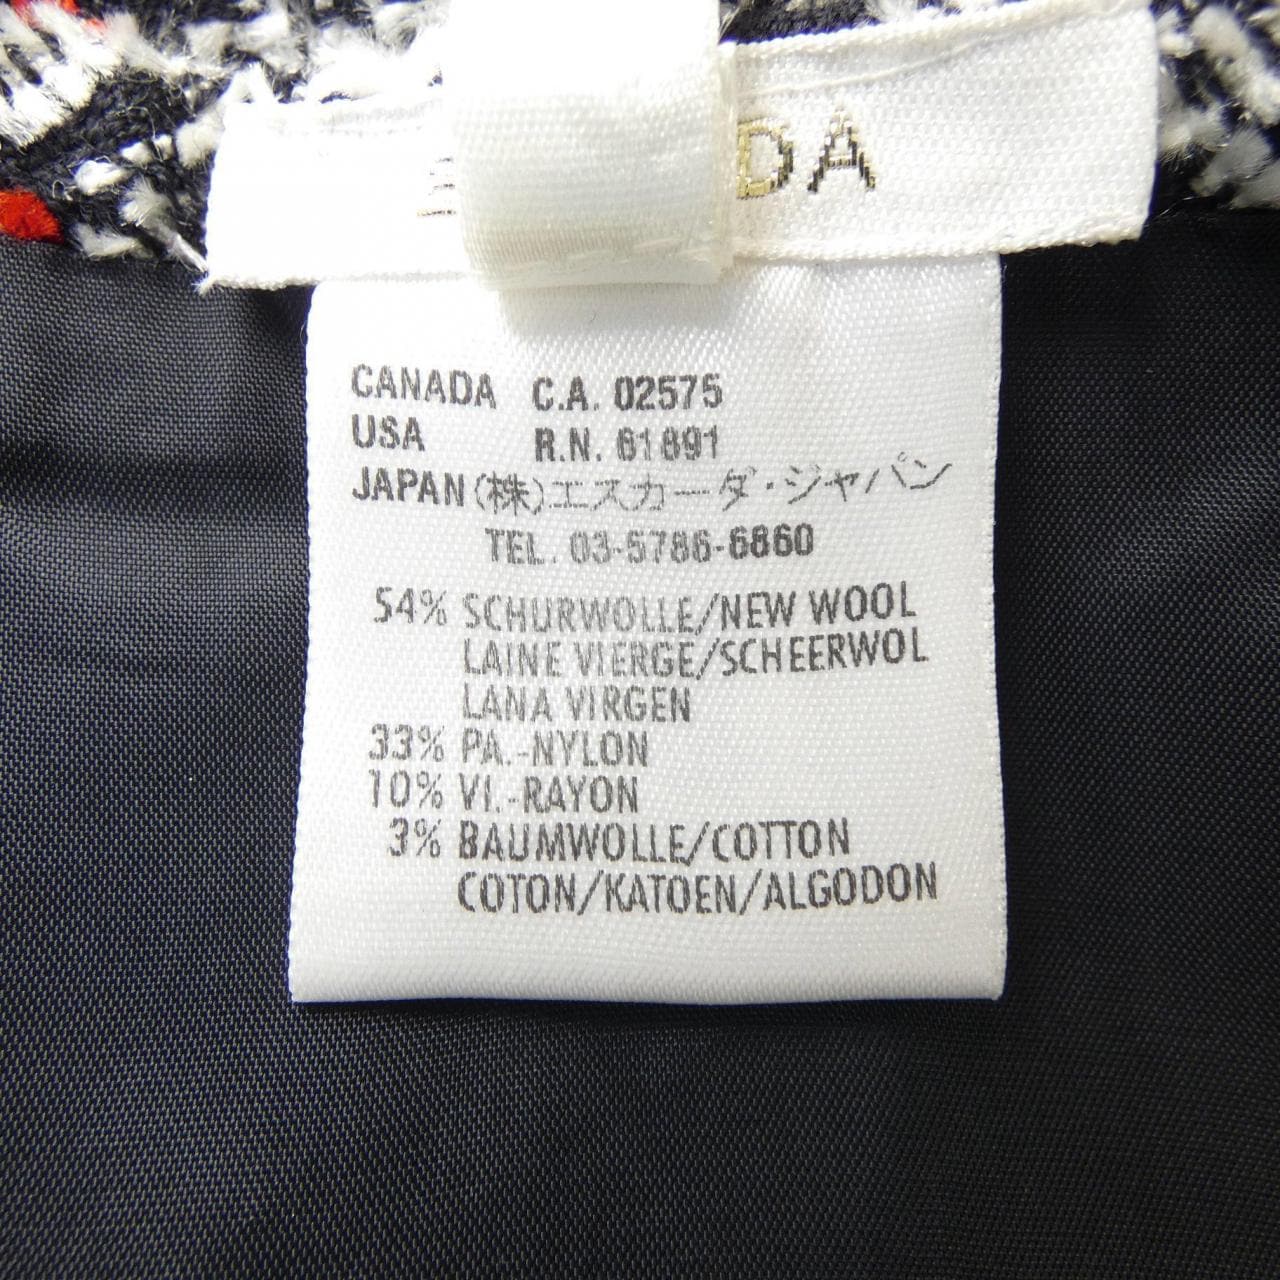 DA
CANADA C.A. 02575
USA R.N. 61891
JAPAN (株)エスカーダ・ジャパン
TEL. 03-5786-6860
54% SCHURWOLLE/NEW WOOL
LAINE VIERGE/SCHEERWOL
LANA VIRGEN
33% PA.-NYLON
10% VI.-RAYON
3% BAUMWOLLE/COTTON
COTON/KATOEN/ALGODON